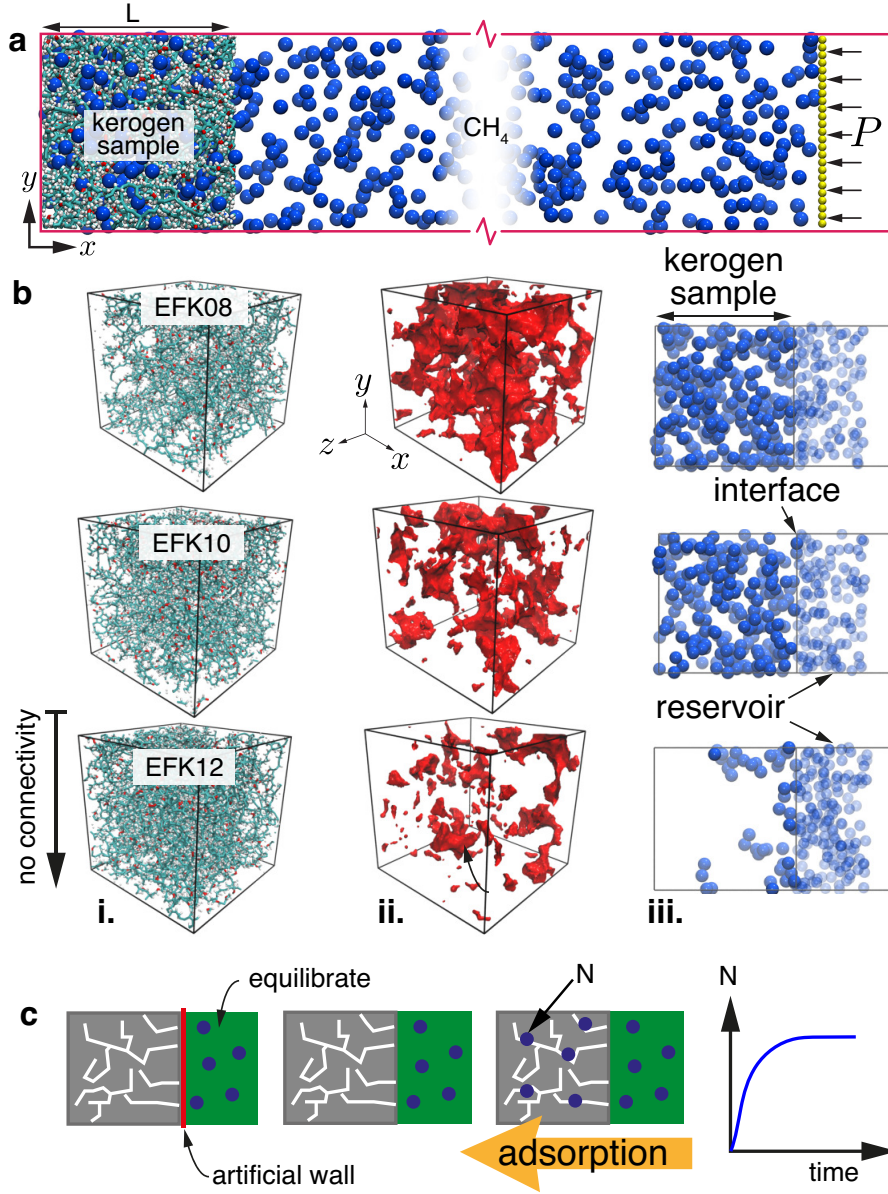 L
a
kerogen
sample
CH4
P
y
x
b
kerogen
sample
EFK08
y
z
x
interface
EFK10
reservoir
no connectivity
EFK12
i.
ii.
iii.
c
equilibrate
N
N
adsorption
artificial wall
time